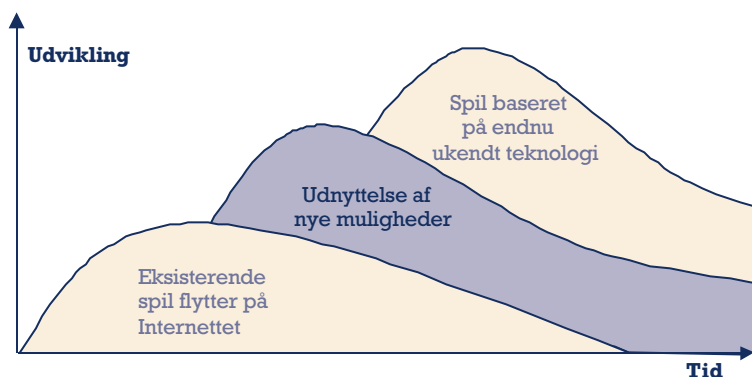 Udvikling
Spil baseret
på endnu
ukendt teknologi
Udnyttelse af
nye muligheder
Eksisterende
spil flytter på
Internettet
Tid